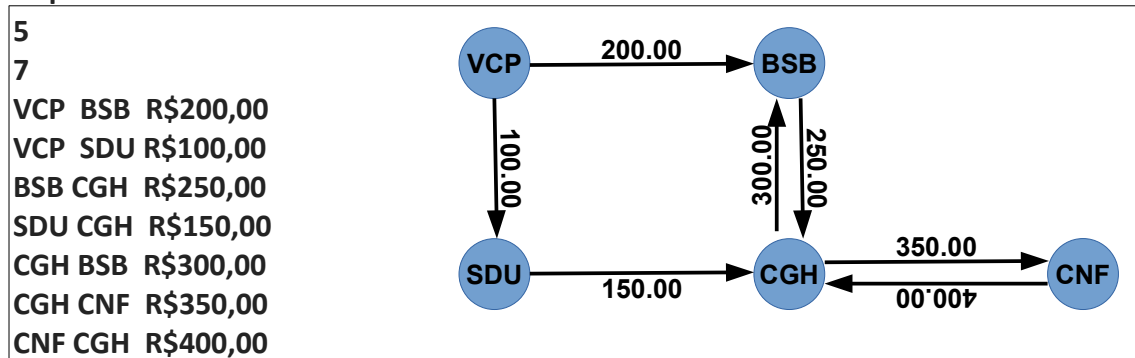 5
7
VCP BSB R$200,00
VCP SDU R$100,00
BSB CGH R$250,00
SDU CGH R$150,00
CGH BSB R$300,00
CGH CNF R$350,00
CNF CGH R$400,00
VCP
200.00
BSB
100.00
300.00
250.00
SDU
150.00
CGH
350.00
400.00
CNF